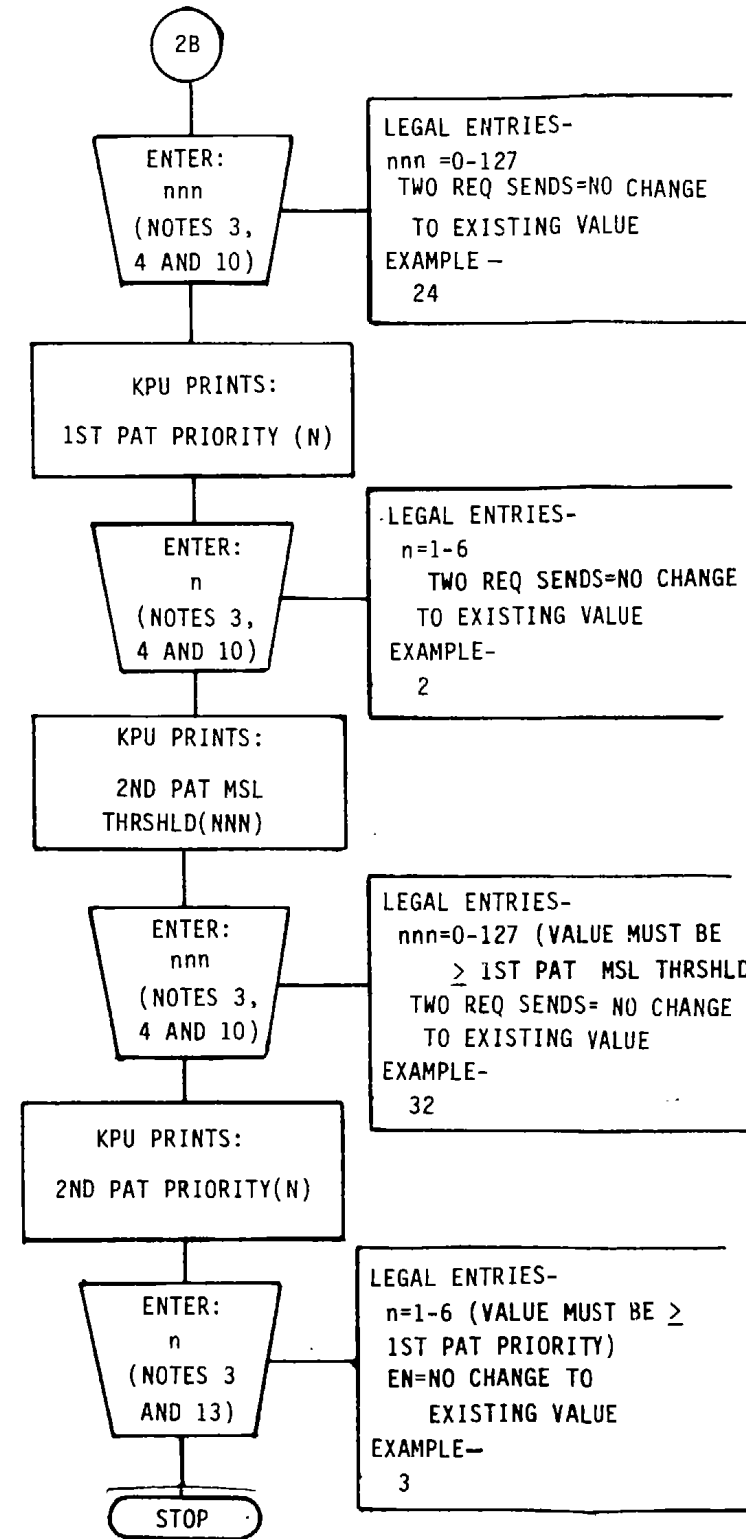 2B
ENTER:
nnn
(NOTES 3,
4 AND 10)
LEGAL ENTRIES-
nnn =0-127
TWO REQ SENDS=NO CHANGE
TO EXISTING VALUE
EXAMPLE —
24
KPU PRINTS:
1ST PAT PRIORITY (N)
ENTER:
n
(NOTES 3,
4 AND 10)
LEGAL ENTRIES-
n=1-6
TWO REQ SENDS=NO CHANGE
TO EXISTING VALUE
EXAMPLE-
2
KPU PRINTS:
2ND PAT MSL
THRSHLD(NNN)
ENTER:
nnn
(NOTES 3,
4 AND 10)
LEGAL ENTRIES-
nnn=0-127 (VALUE MUST BE
≥ 1ST PAT MSL THRSHLD
TWO REQ SENDS= NO CHANGE
TO EXISTING VALUE
EXAMPLE-
32
KPU PRINTS:
2ND PAT PRIORITY(N)
ENTER:
n
(NOTES 3
AND 13)
LEGAL ENTRIES-
n=1-6 (VALUE MUST BE ≥
1ST PAT PRIORITY)
EN=NO CHANGE TO
EXISTING VALUE
EXAMPLE—
3
STOP